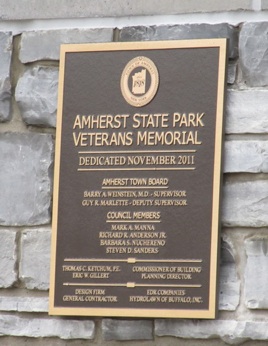 1818
AMHERST STATE PARK
VETERANS MEMORIAL
DEDICATED NOVEMBER 2011
AMHERST TOWN BOARD
BARRY A. WEINSTEIN, M.D. - SUPERVISOR
GUY R. MARLETTE - DEPUTY SUPERVISOR
COUNCIL MEMBERS
MARK A. MANNA
RICHARD R. ANDERSON JR.
BARBARA S. NUCHERENO
STEVEN D. SANDERS
THOMAS C. KETCHUM, P.E. COMMISSIONER OF BUILDING
ERIC W. GILLERT PLANNING DIRECTOR
DESIGN FIRM EDR COMPANIES
GENERAL CONTRACTOR HYDROLAWN OF BUFFALO, INC.